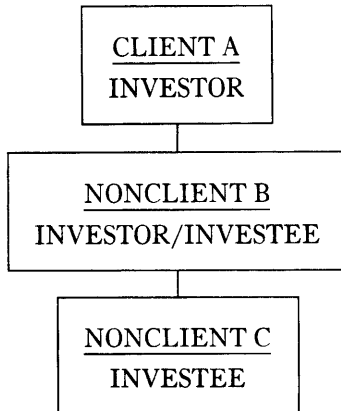 CLIENT A
INVESTOR
NONCLIENT B
INVESTOR/INVESTEE
NONCLIENT C
INVESTEE